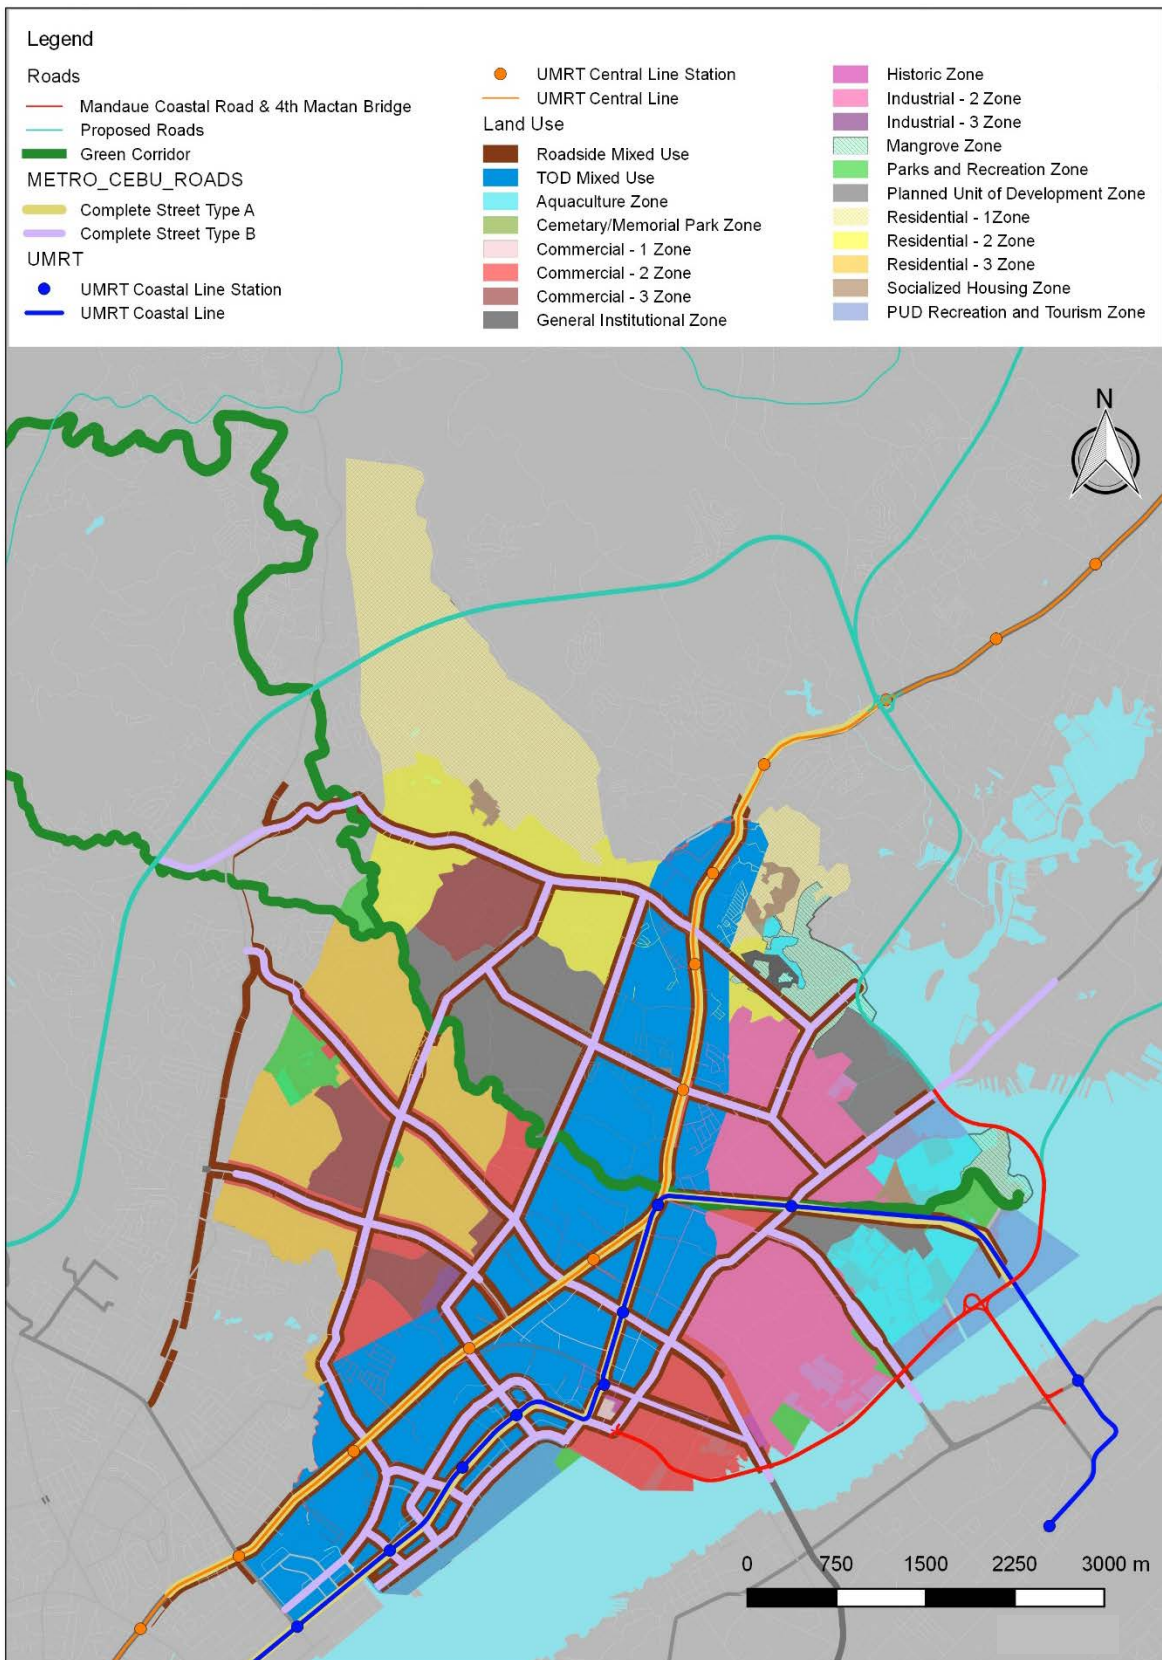 Legend
Roads
Mandaue Coastal Road & 4th Mactan Bridge
Proposed Roads
Green Corridor
METRO_CEBU_ROADS
Complete Street Type A
Complete Street Type B
UMRT
UMRT Coastal Line Station
UMRT Coastal Line
UMRT Central Line Station
UMRT Central Line
Land Use
Roadside Mixed Use
TOD Mixed Use
Aquaculture Zone
Cemetary/Memorial Park Zone
Commercial - 1 Zone
Commercial - 2 Zone
Commercial - 3 Zone
General Institutional Zone
Historic Zone
Industrial - 2 Zone
Industrial - 3 Zone
Mangrove Zone
Parks and Recreation Zone
Planned Unit of Development Zone
Residential - 1Zone
Residential - 2 Zone
Residential - 3 Zone
Socialized Housing Zone
PUD Recreation and Tourism Zone
N
0 750 1500 2250 3000 m